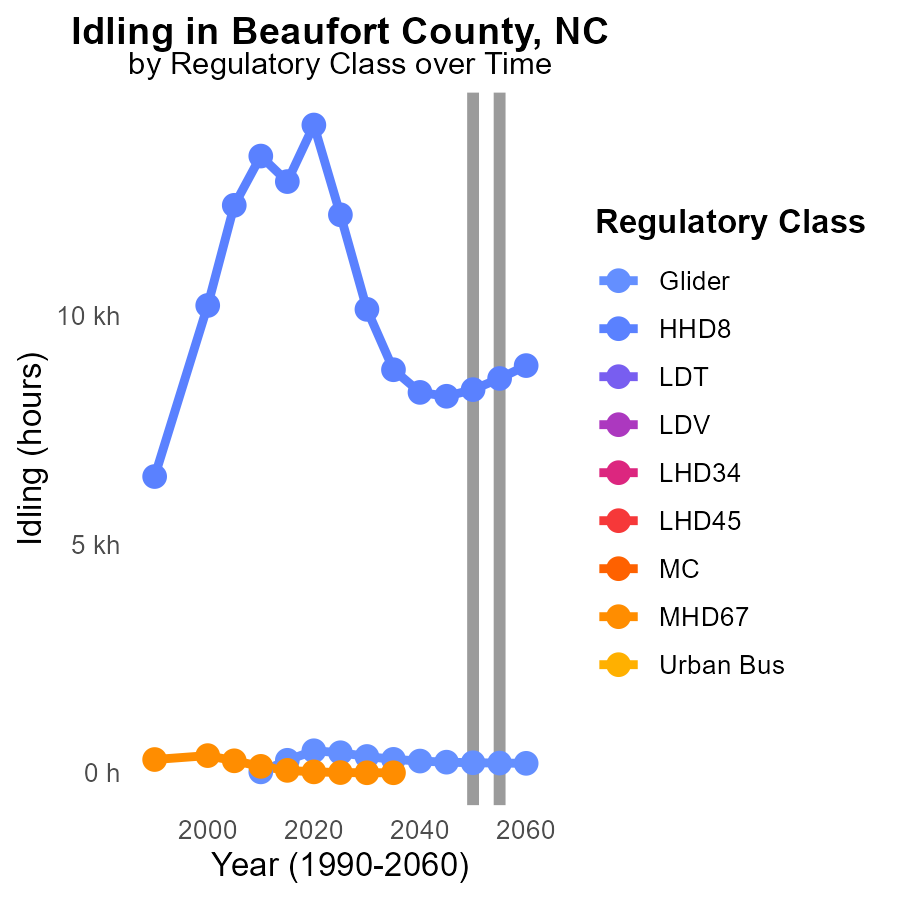 Idling in Beaufort County, NC
by Regulatory Class over Time
Idling (hours)
10 kh
5 kh
0 h
2000 2020 2040 2060
Year (1990-2060)
Regulatory Class
Glider
HHD8
LDT
LDV
LHD34
LHD45
MC
MHD67
Urban Bus